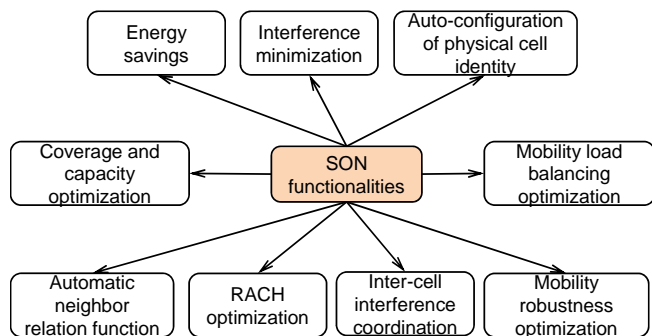 Energy
savings
Interference
minimization
Auto-configuration
of physical cell
identity
Coverage and
capacity
optimization
SON
functionalities
Mobility load
balancing
optimization
Automatic
neighbor
relation function
RACH
optimization
Inter-cell
interference
coordination
Mobility
robustness
optimization